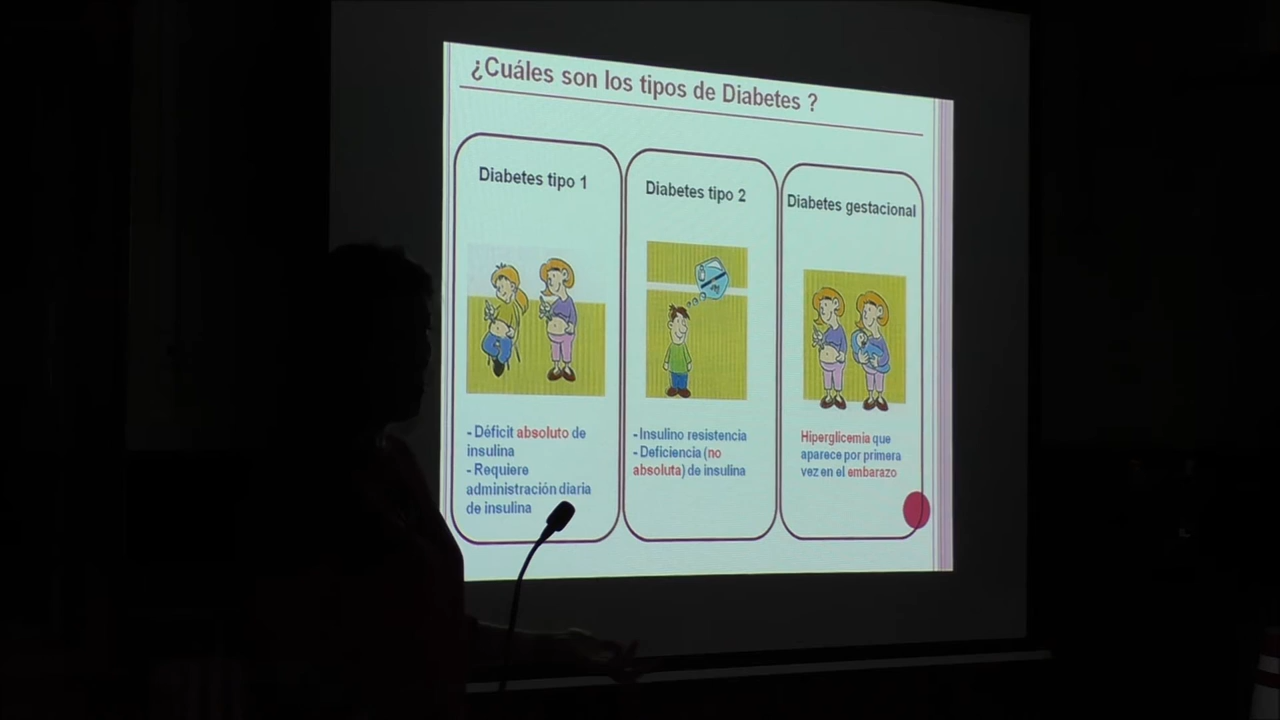 ¿Cuáles son los tipos de Diabetes ?
Diabetes tipo 1
- Déficit absoluto de
insulina
- Requiere
administración diaria
de insulina
Diabetes tipo 2
- Insulino resistencia
- Deficiencia (no
absoluta) de insulina
Diabetes gestacional
Hiperglicemia que
aparece por primera
vez en el embarazo